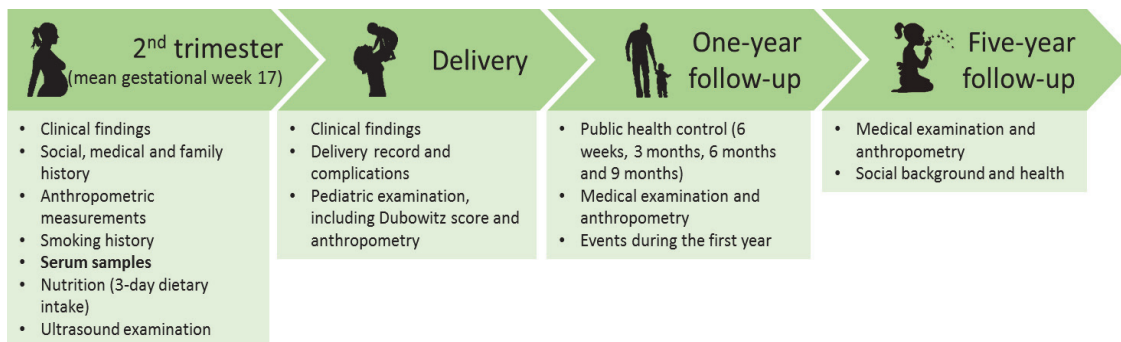 2nd trimester
(mean gestational week 17)
• Clinical findings
• Social, medical and family
history
• Anthropometric
measurements
• Smoking history
• Serum samples
• Nutrition (3-day dietary
intake)
• Ultrasound examination
Delivery
• Clinical findings
• Delivery record and
complications
• Pediatric examination,
including Dubowitz score and
anthropometry
One-year
follow-up
• Public health control (6
weeks, 3 months, 6 months
and 9 months)
• Medical examination and
anthropometry
• Events during the first year
Five-year
follow-up
• Medical examination and
anthropometry
• Social background and health